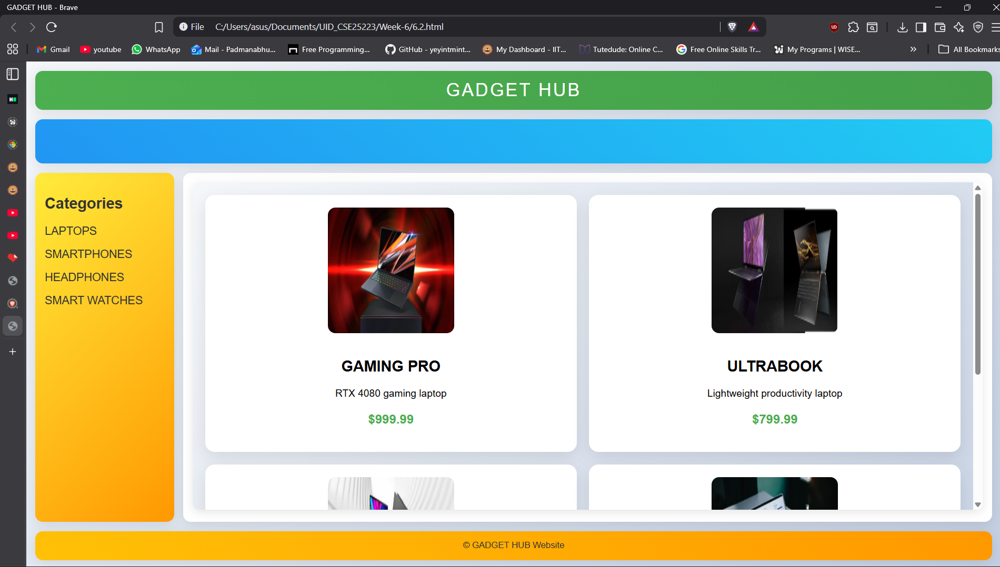 GADGET HUB - Brave
File C:/Users/asus/Documents/UID_CSE25223/Week-6/6.2.html
Gmail youtube WhatsApp Mail - Padmanabhu... Free Programming... GitHub - yeyintmint... My Dashboard - IIT... Tutedude: Online C... Free Online Skills Tr... My Programs | WISE... » All Bookmarks
GADGET HUB
Categories
LAPTOPS
SMARTPHONES
HEADPHONES
SMART WATCHES
GAMING PRO
RTX 4080 gaming laptop
$999.99
ULTRABOOK
Lightweight productivity laptop
$799.99
© GADGET HUB Website